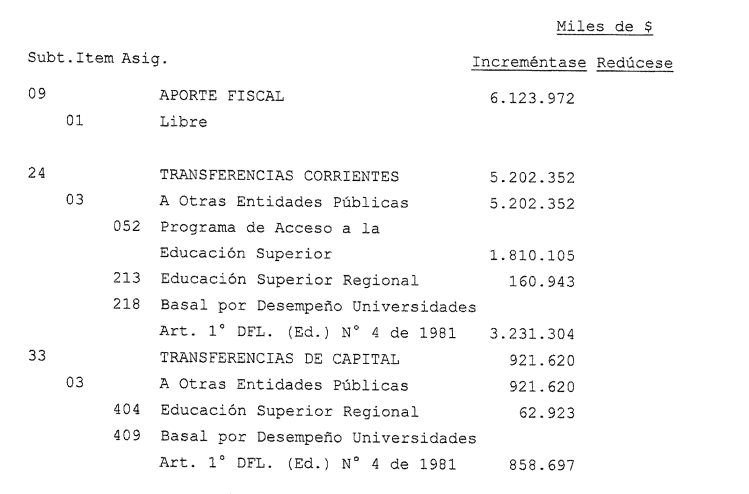 Miles de $
Subt.Item Asig. Increméntase Redúcese
09 APORTE FISCAL 6.123.972
01 Libre
24 TRANSFERENCIAS CORRIENTES 5.202.352
03 A Otras Entidades Públicas 5.202.352
052 Programa de Acceso a la
Educación Superior 1.810.105
213 Educación Superior Regional 160.943
218 Basal por Desempeño Universidades
Art. 1° DFL. (Ed.) N° 4 de 1981 3.231.304
33 TRANSFERENCIAS DE CAPITAL 921.620
03 A Otras Entidades Públicas 921.620
404 Educación Superior Regional 62.923
409 Basal por Desempeño Universidades
Art. 1° DFL. (Ed.) N° 4 de 1981 858.697